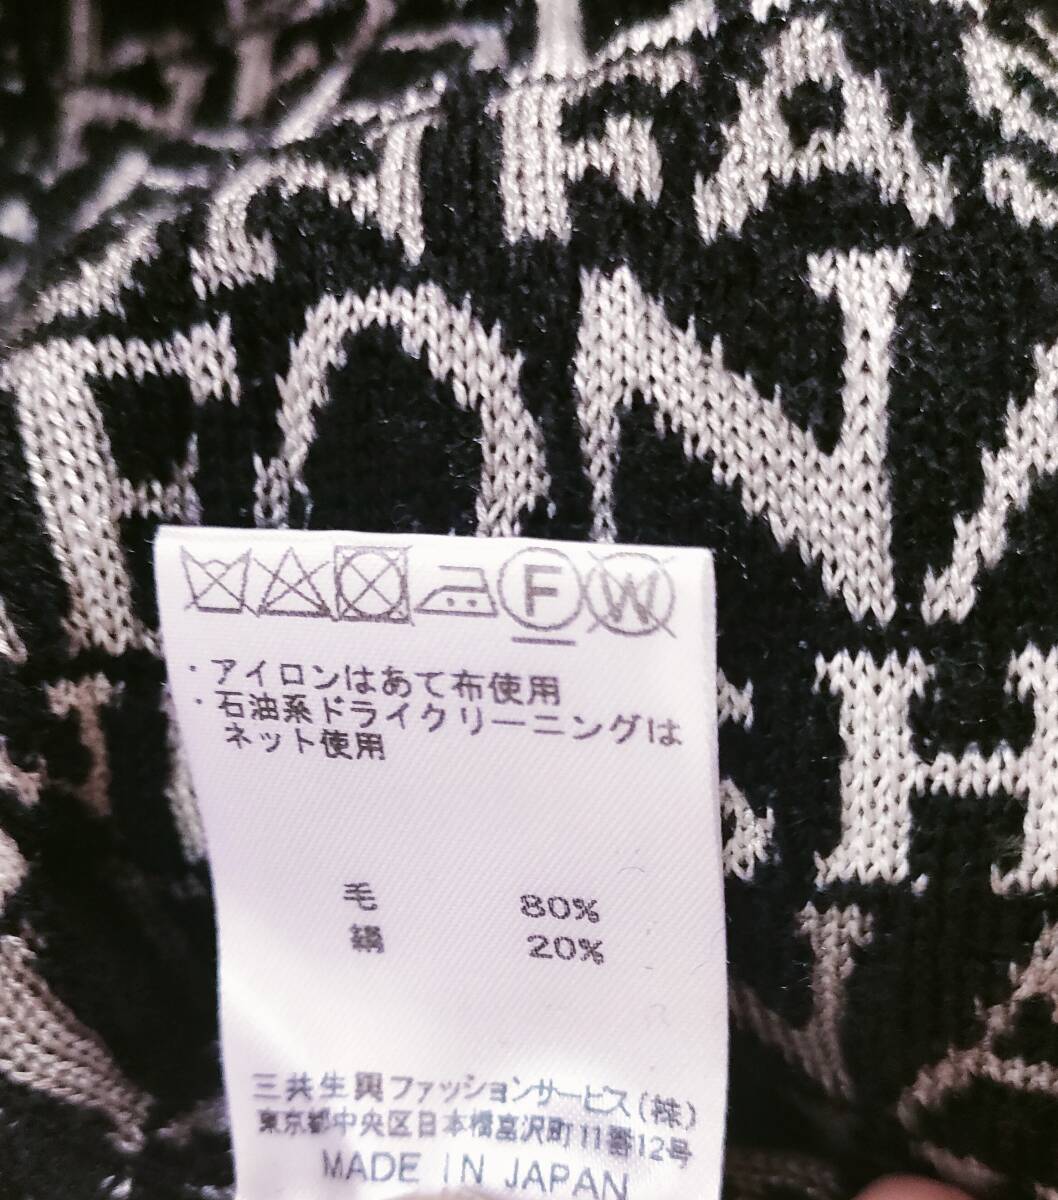 F W
・アイロンはあて布使用
・石油系ドライクリーニングは
ネット使用
毛 80%
絹 20%
三共生興ファッションサービス(株)
東京都中央区日本橋富沢町11番12号
MADE IN JAPAN